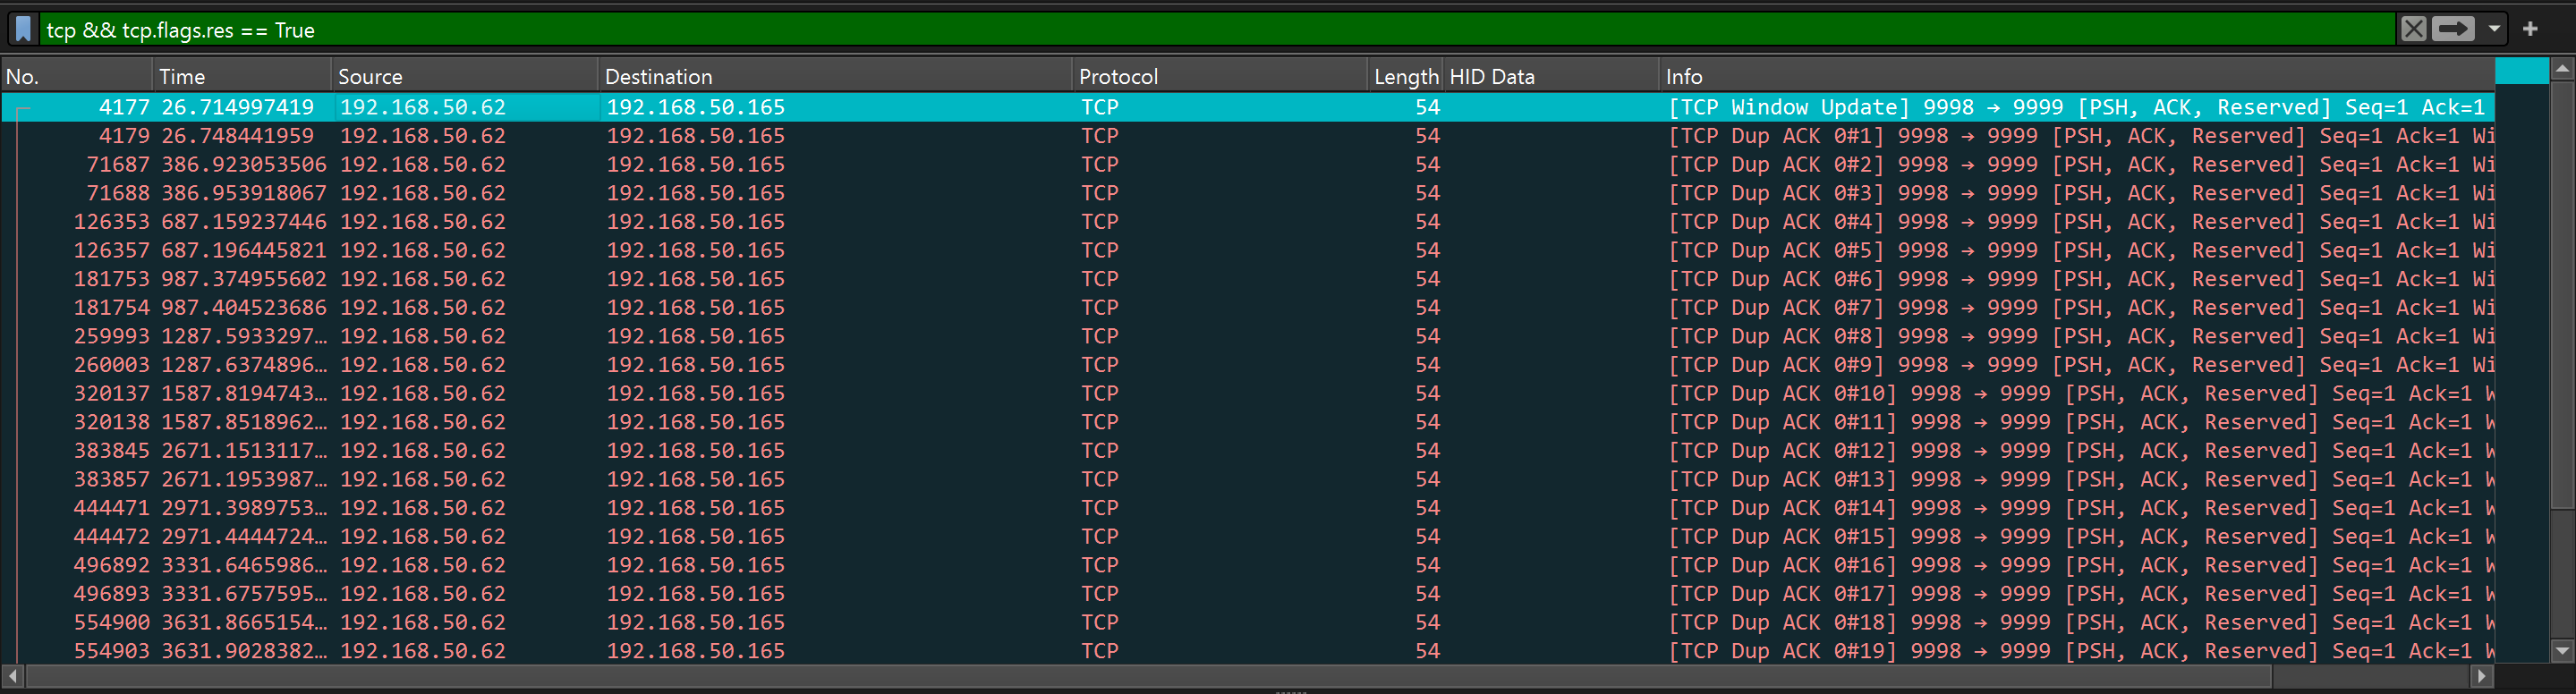 tcp && tcp.flags.res == True
No. Time Source Destination Protocol Length HID Data Info
4177 26.714997419 192.168.50.62 192.168.50.165 TCP 54 [TCP Window Update] 9998 → 9999 [PSH, ACK, Reserved] Seq=1 Ack=1
4179 26.748441959 192.168.50.62 192.168.50.165 TCP 54 [TCP Dup ACK 0#1] 9998 → 9999 [PSH, ACK, Reserved] Seq=1 Ack=1 Wi
71687 386.923053506 192.168.50.62 192.168.50.165 TCP 54 [TCP Dup ACK 0#2] 9998 → 9999 [PSH, ACK, Reserved] Seq=1 Ack=1 Wi
71688 386.953918067 192.168.50.62 192.168.50.165 TCP 54 [TCP Dup ACK 0#3] 9998 → 9999 [PSH, ACK, Reserved] Seq=1 Ack=1 Wi
126353 687.159237446 192.168.50.62 192.168.50.165 TCP 54 [TCP Dup ACK 0#4] 9998 → 9999 [PSH, ACK, Reserved] Seq=1 Ack=1 Wi
126357 687.196445821 192.168.50.62 192.168.50.165 TCP 54 [TCP Dup ACK 0#5] 9998 → 9999 [PSH, ACK, Reserved] Seq=1 Ack=1 Wi
181753 987.374955602 192.168.50.62 192.168.50.165 TCP 54 [TCP Dup ACK 0#6] 9998 → 9999 [PSH, ACK, Reserved] Seq=1 Ack=1 Wi
181754 987.404523686 192.168.50.62 192.168.50.165 TCP 54 [TCP Dup ACK 0#7] 9998 → 9999 [PSH, ACK, Reserved] Seq=1 Ack=1 Wi
259993 1287.5933297… 192.168.50.62 192.168.50.165 TCP 54 [TCP Dup ACK 0#8] 9998 → 9999 [PSH, ACK, Reserved] Seq=1 Ack=1 Wi
260003 1287.6374896… 192.168.50.62 192.168.50.165 TCP 54 [TCP Dup ACK 0#9] 9998 → 9999 [PSH, ACK, Reserved] Seq=1 Ack=1 Wi
320137 1587.8194743… 192.168.50.62 192.168.50.165 TCP 54 [TCP Dup ACK 0#10] 9998 → 9999 [PSH, ACK, Reserved] Seq=1 Ack=1 W
320138 1587.8518962… 192.168.50.62 192.168.50.165 TCP 54 [TCP Dup ACK 0#11] 9998 → 9999 [PSH, ACK, Reserved] Seq=1 Ack=1 W
383845 2671.1513117… 192.168.50.62 192.168.50.165 TCP 54 [TCP Dup ACK 0#12] 9998 → 9999 [PSH, ACK, Reserved] Seq=1 Ack=1 W
383857 2671.1953987… 192.168.50.62 192.168.50.165 TCP 54 [TCP Dup ACK 0#13] 9998 → 9999 [PSH, ACK, Reserved] Seq=1 Ack=1 W
444471 2971.3989753… 192.168.50.62 192.168.50.165 TCP 54 [TCP Dup ACK 0#14] 9998 → 9999 [PSH, ACK, Reserved] Seq=1 Ack=1 W
444472 2971.4444724… 192.168.50.62 192.168.50.165 TCP 54 [TCP Dup ACK 0#15] 9998 → 9999 [PSH, ACK, Reserved] Seq=1 Ack=1 W
496892 3331.6465986… 192.168.50.62 192.168.50.165 TCP 54 [TCP Dup ACK 0#16] 9998 → 9999 [PSH, ACK, Reserved] Seq=1 Ack=1 W
496893 3331.6757595… 192.168.50.62 192.168.50.165 TCP 54 [TCP Dup ACK 0#17] 9998 → 9999 [PSH, ACK, Reserved] Seq=1 Ack=1 W
554900 3631.8665154… 192.168.50.62 192.168.50.165 TCP 54 [TCP Dup ACK 0#18] 9998 → 9999 [PSH, ACK, Reserved] Seq=1 Ack=1 W
554903 3631.9028382… 192.168.50.62 192.168.50.165 TCP 54 [TCP Dup ACK 0#19] 9998 → 9999 [PSH, ACK, Reserved] Seq=1 Ack=1 W